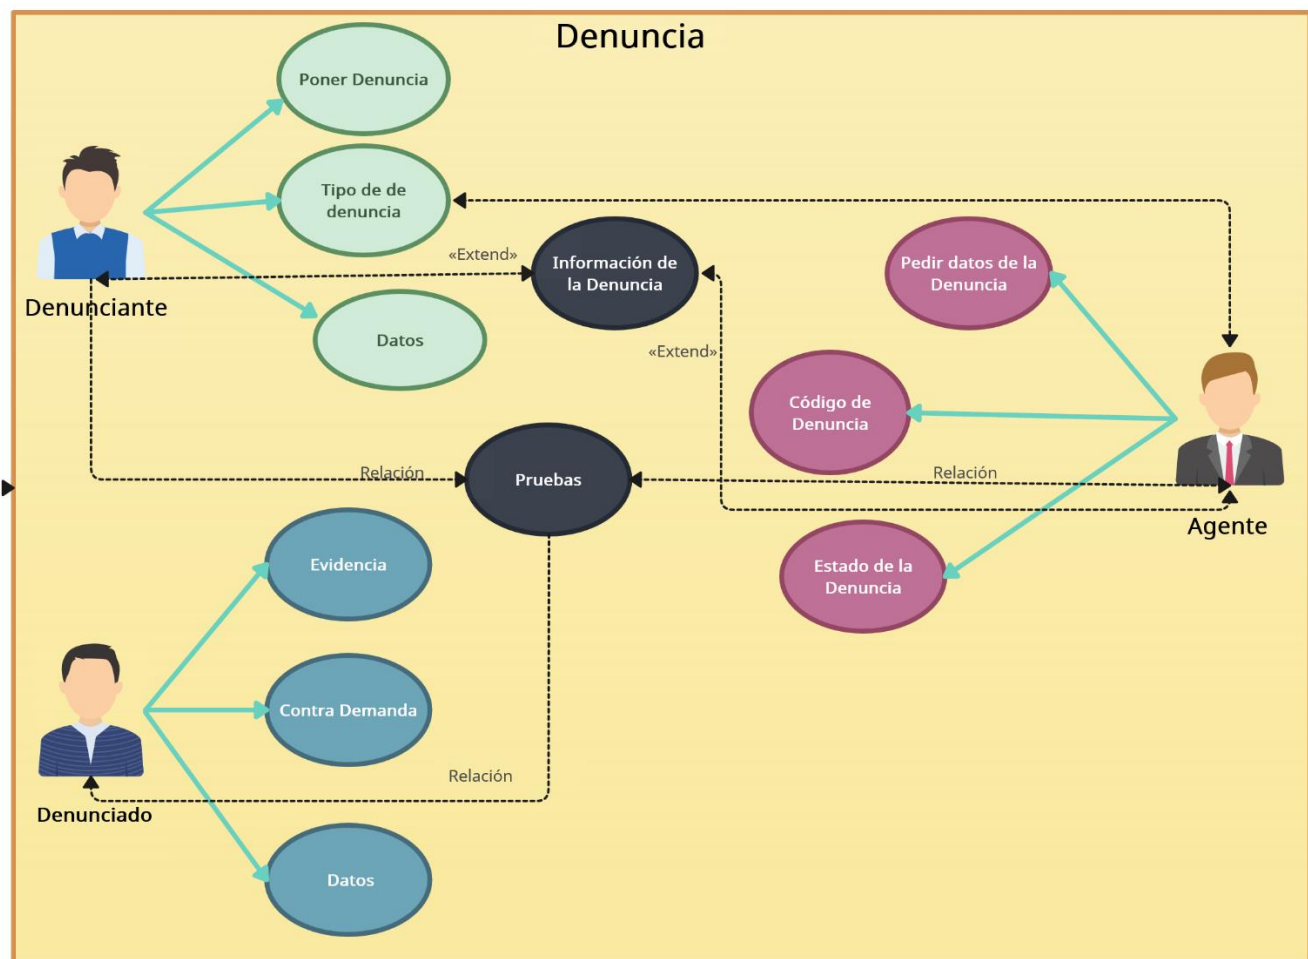 Denuncia
Poner Denuncia
Tipo de de
denuncia
«Extend»
Información de
la Denuncia
Pedir datos de la
Denuncia
Denunciante
Datos
«Extend»
Código de
Denuncia
Relación
Pruebas
Relación
Agente
Evidencia
Estado de la
Denuncia
Contra Demanda
Relación
Denunciado
Datos